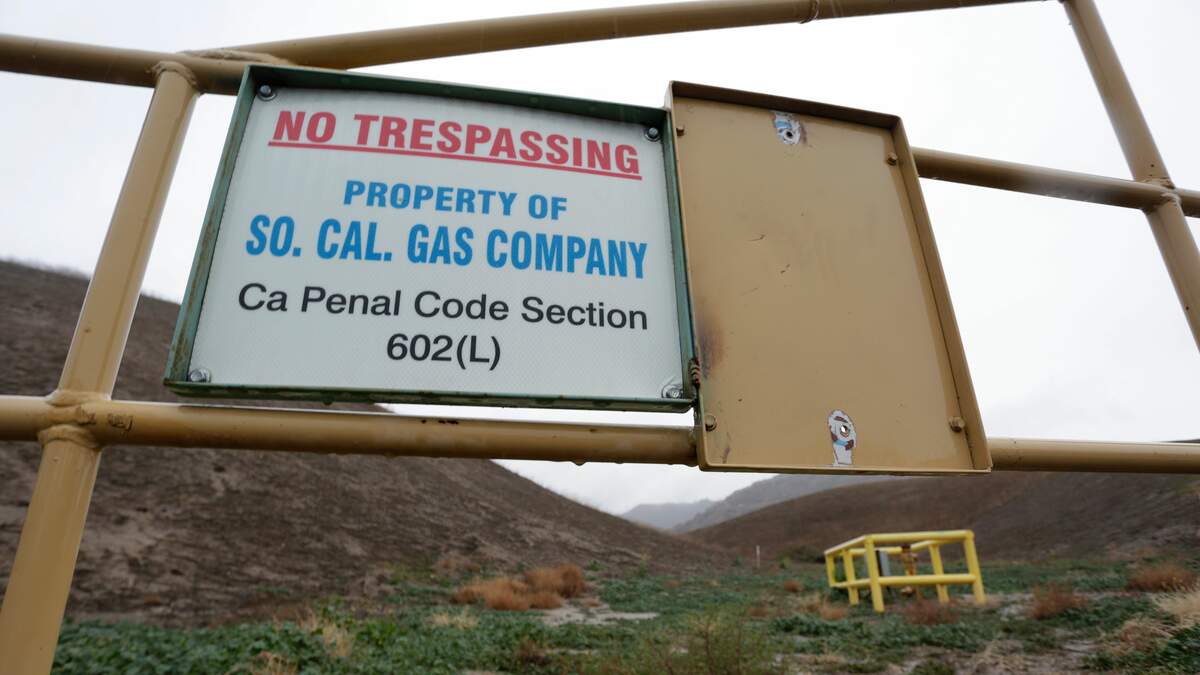 NO TRESPASSING
PROPERTY OF
SO. CAL. GAS COMPANY
Ca Penal Code Section
602(L)